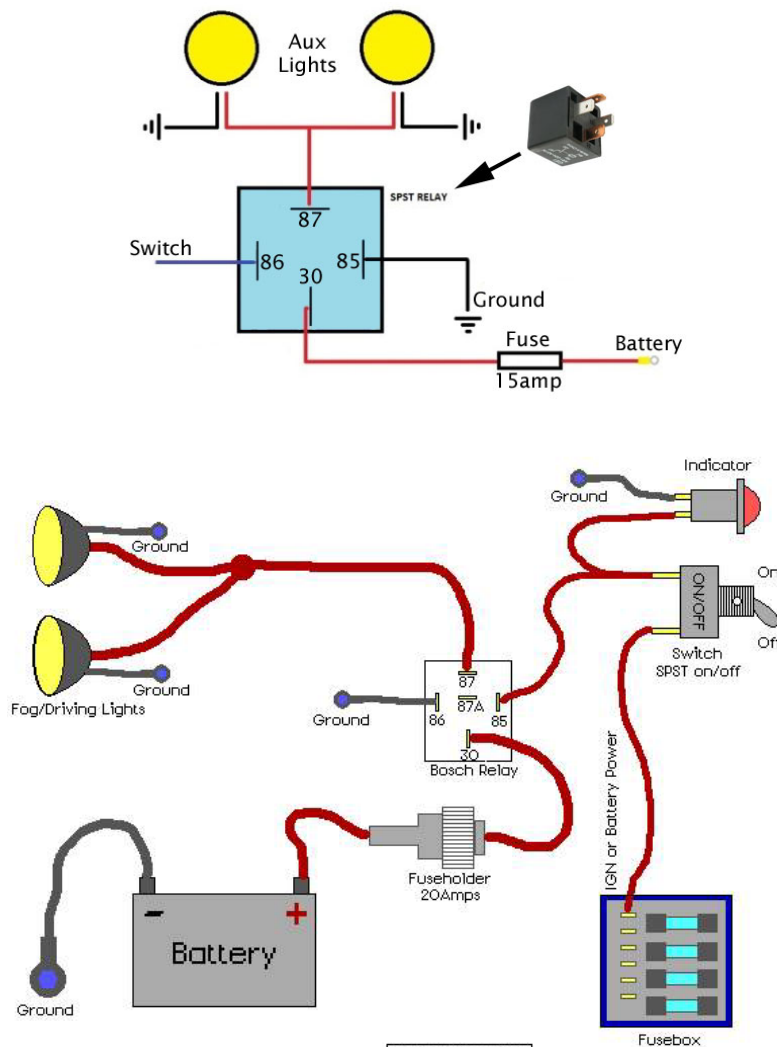 Aux
Lights
SPST RELAY
87
Switch
86
85
30
Ground
Fuse
Battery
15amp
Indicator
Ground
On
Ground
ON/OFF
Off
Switch
SPST on/off
87
Ground
87A
Fog/Driving Lights
Ground
86
85
30
Bosch Relay
IGN or Battery Power
Fuseholder
20Amps
- +
Battery
Ground
Fusebox